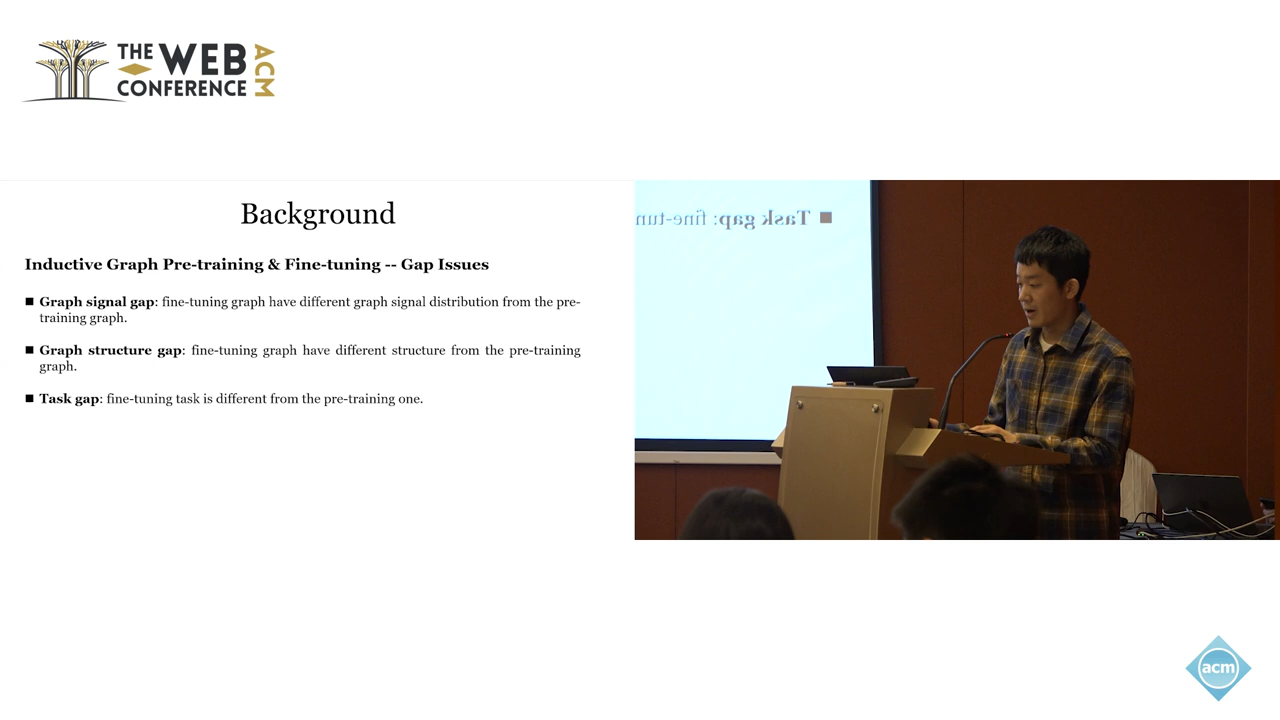 THE WEB
CONFERENCE
ACM
Background
Inductive Graph Pre-training & Fine-tuning -- Gap Issues
■ Graph signal gap: fine-tuning graph have different graph signal distribution from the pre-
training graph.
■ Graph structure gap: fine-tuning graph have different structure from the pre-training
graph.
■ Task gap: fine-tuning task is different from the pre-training one.
■ Task gap: fine-tun
acm